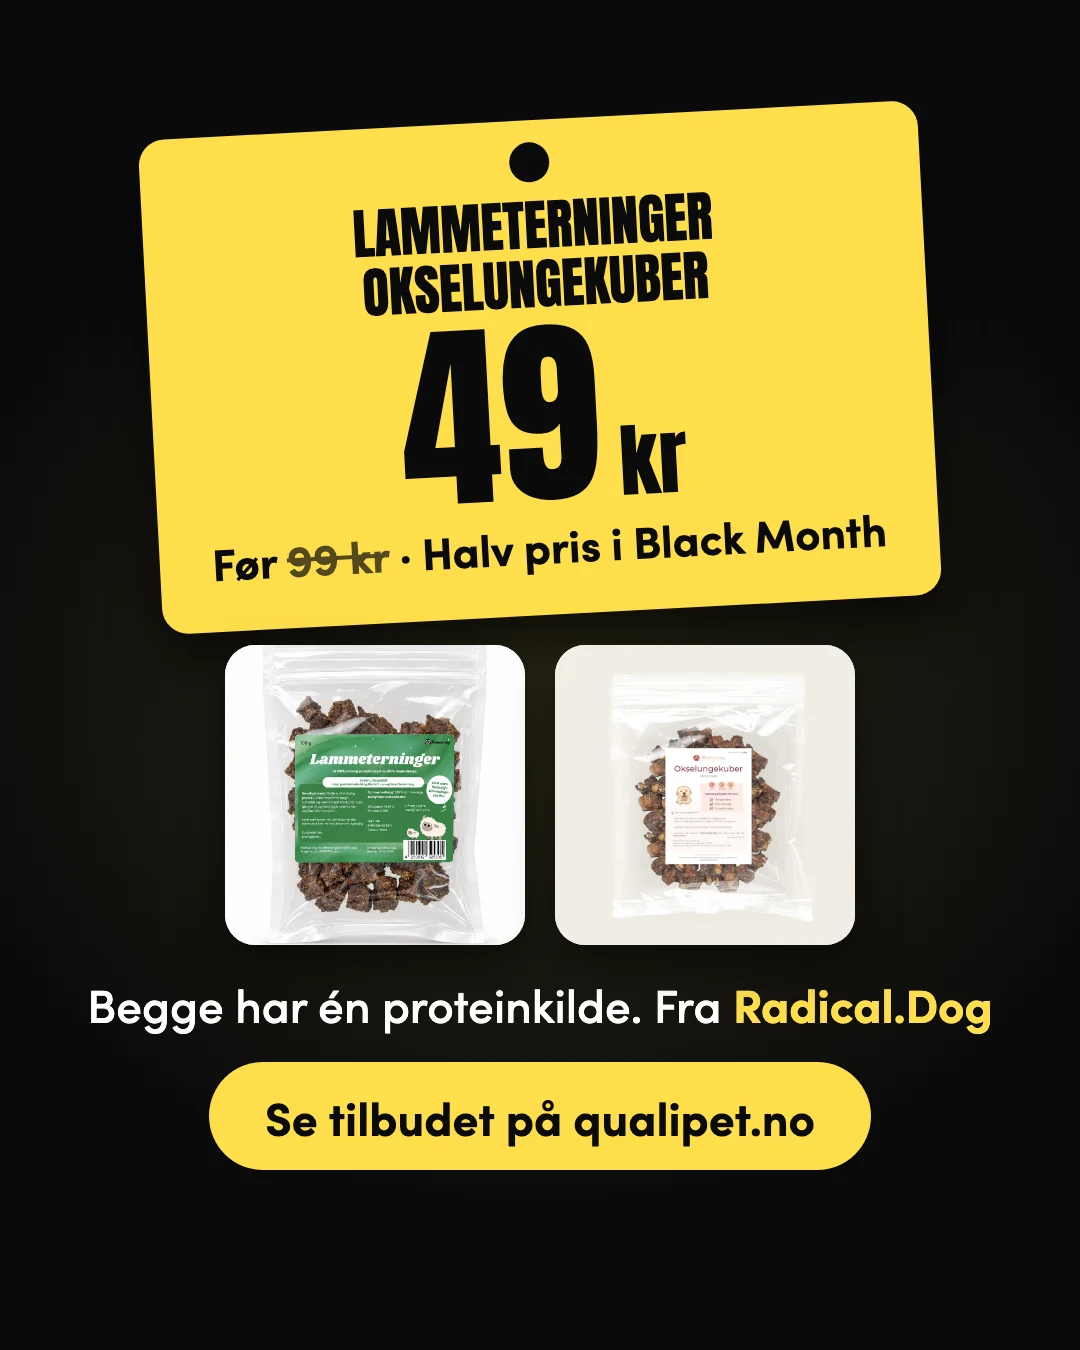 LAMMETERNINGER
OKSELUNGEKUBER
49 kr
Før 99 kr · Halv pris i Black Month
100 g
Lammeterninger
Okselungekuber
Begge har én proteinkilde. Fra Radical.Dog
Se tilbudet på qualipet.no